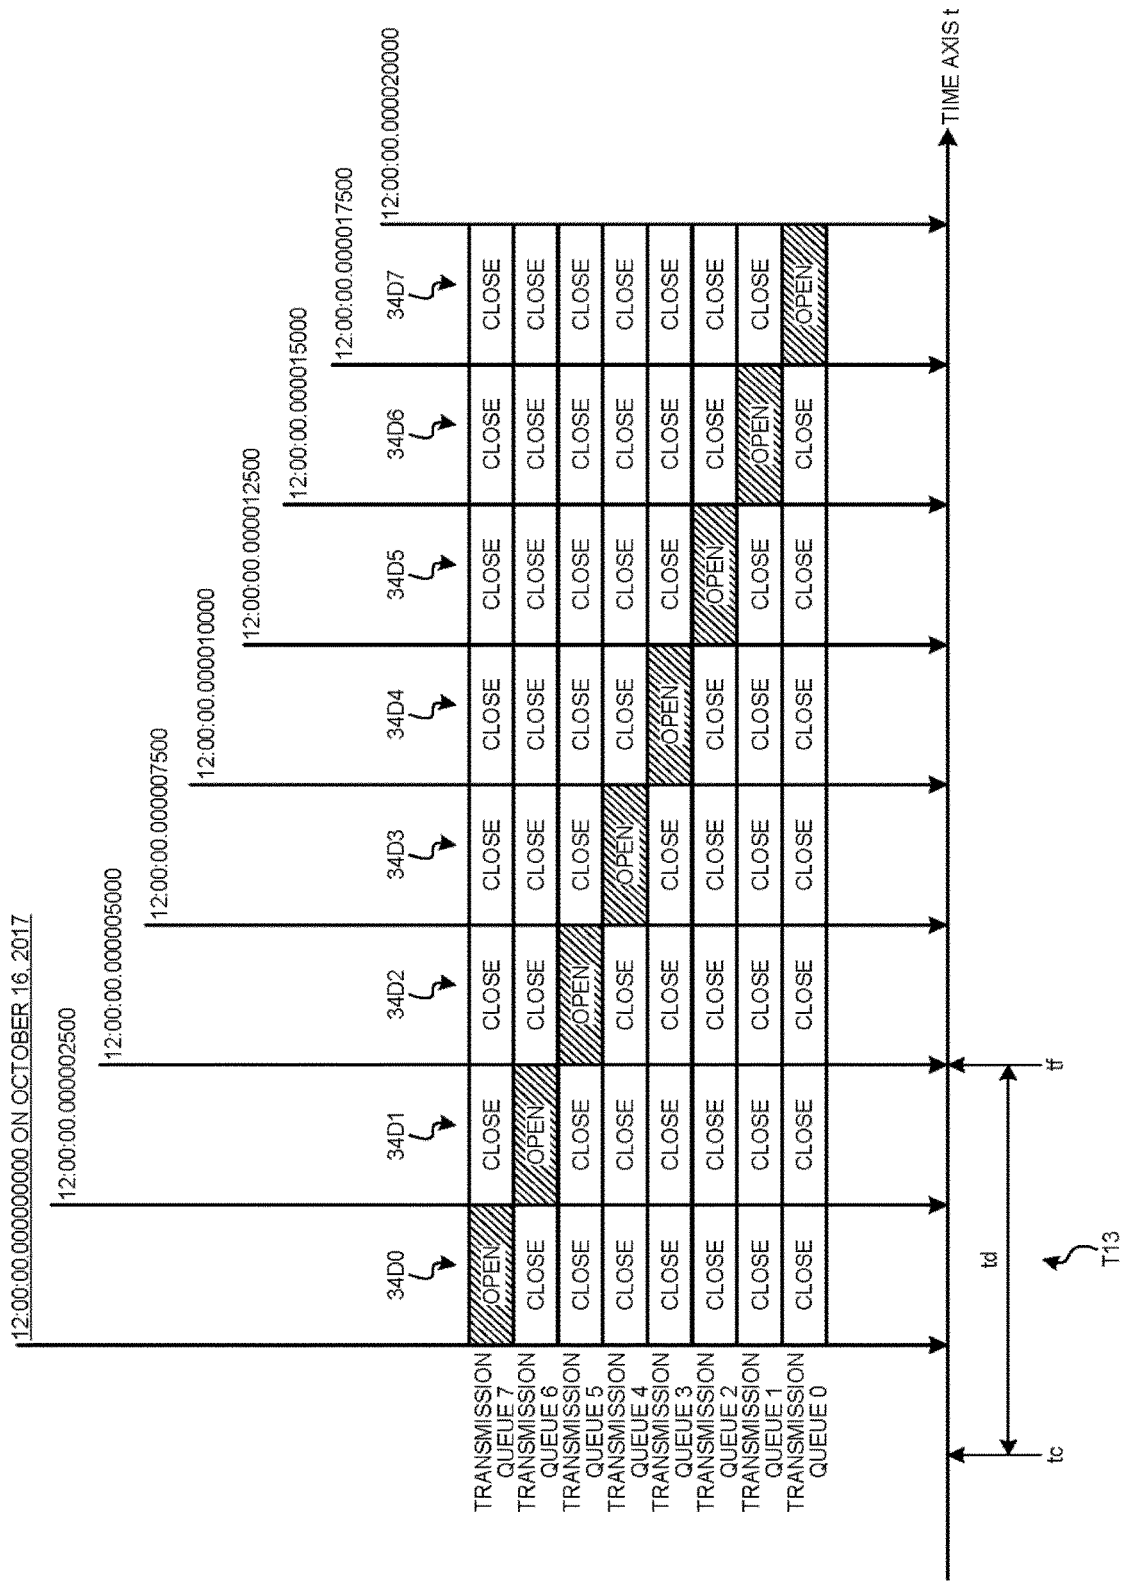 12:00:00.000000000 ON OCTOBER 16, 2017
12:00:00.000002500
12:00:00.000005000
12:00:00.000007500
12:00:00.000010000
12:00:00.000012500
12:00:00.000015000
12:00:00.000017500
12:00:00.000020000
34D0 34D1 34D2 34D3 34D4 34D5 34D6 34D7
TRANSMISSION QUEUE 7 OPEN CLOSE CLOSE CLOSE CLOSE CLOSE CLOSE CLOSE
TRANSMISSION QUEUE 6 CLOSE OPEN CLOSE CLOSE CLOSE CLOSE CLOSE CLOSE
TRANSMISSION QUEUE 5 CLOSE CLOSE OPEN CLOSE CLOSE CLOSE CLOSE CLOSE
TRANSMISSION QUEUE 4 CLOSE CLOSE CLOSE OPEN CLOSE CLOSE CLOSE CLOSE
TRANSMISSION QUEUE 3 CLOSE CLOSE CLOSE CLOSE OPEN CLOSE CLOSE CLOSE
TRANSMISSION QUEUE 2 CLOSE CLOSE CLOSE CLOSE CLOSE OPEN CLOSE CLOSE
TRANSMISSION QUEUE 1 CLOSE CLOSE CLOSE CLOSE CLOSE CLOSE OPEN CLOSE
TRANSMISSION QUEUE 0 CLOSE CLOSE CLOSE CLOSE CLOSE CLOSE CLOSE OPEN
TIME AXIS t
td
tc tf
T13